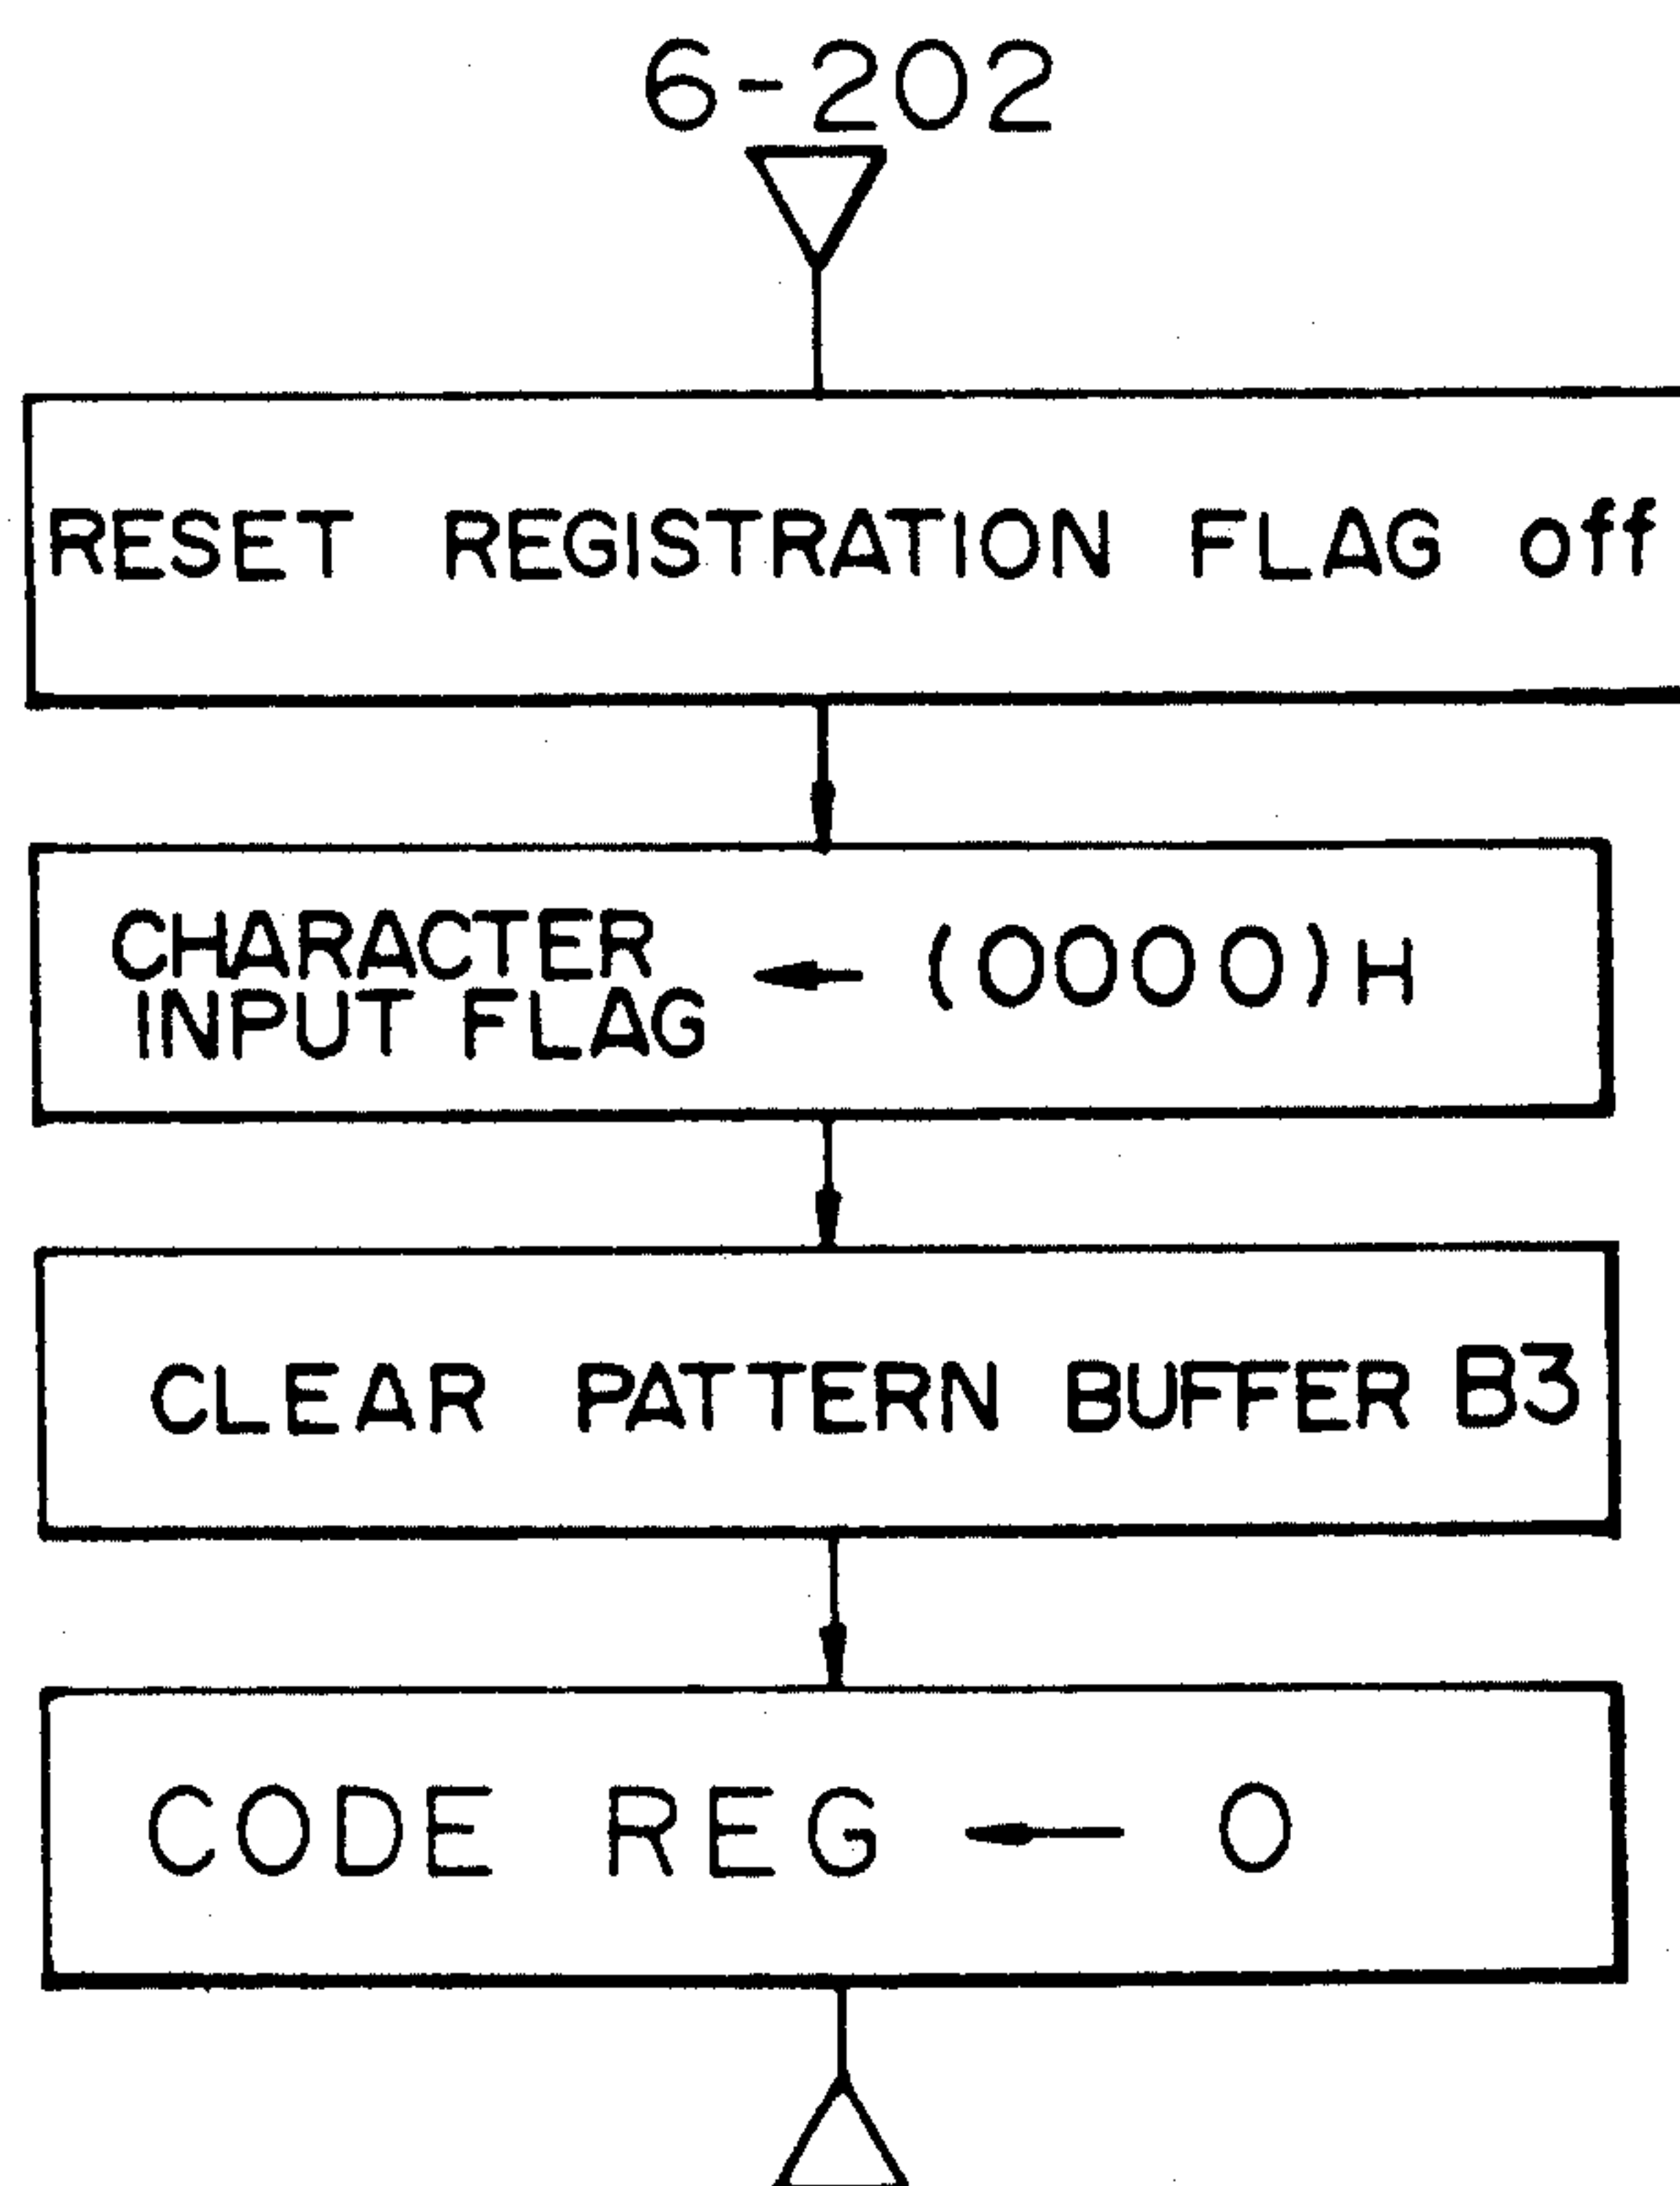 6-202
RESET REGISTRATION FLAG off
CHARACTER
INPUT FLAG ← (0000)H
CLEAR PATTERN BUFFER B3
CODE REG ← 0